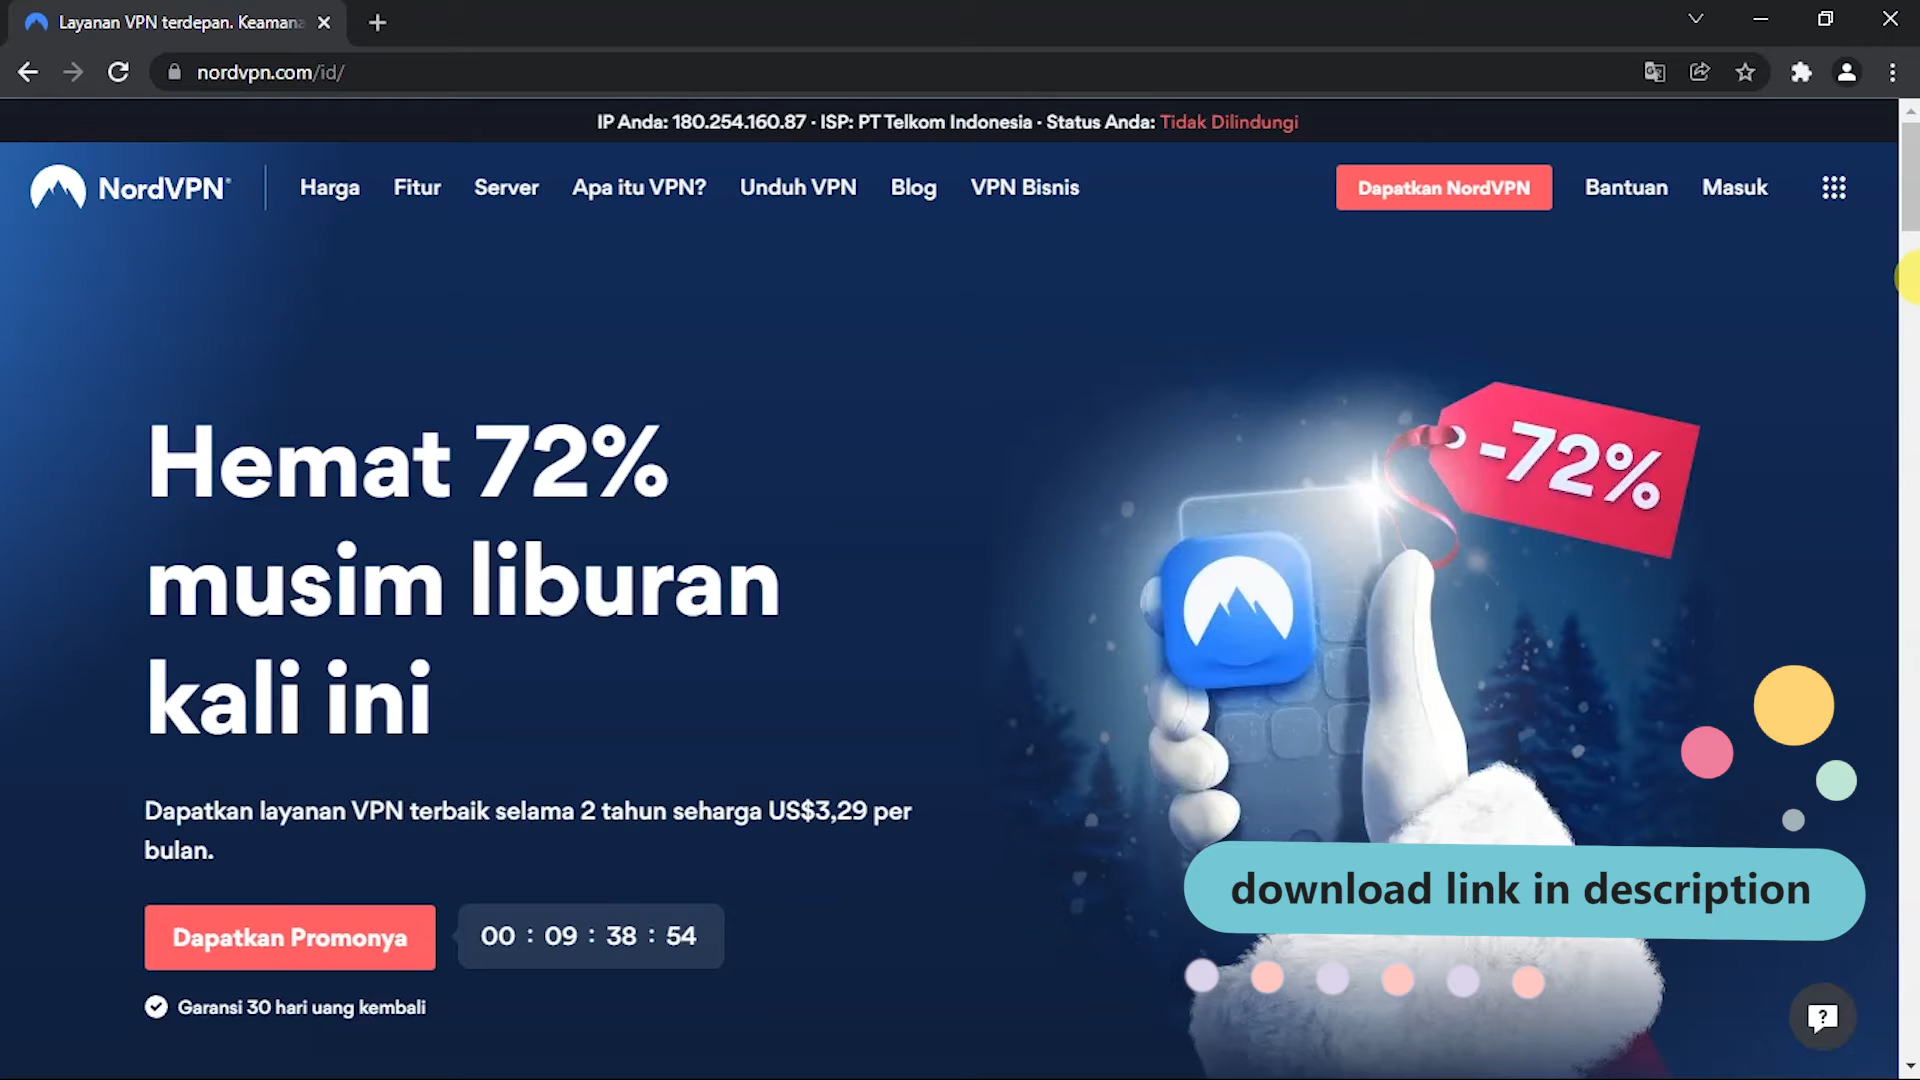 Layanan VPN terdepan. Keamana
nordvpn.com/id/
IP Anda: 180.254.160.87 · ISP: PT Telkom Indonesia · Status Anda: Tidak Dilindungi
NordVPN® Harga Fitur Server Apa itu VPN? Unduh VPN Blog VPN Bisnis Dapatkan NordVPN Bantuan Masuk
-72%
Hemat 72%
musim liburan
kali ini
Dapatkan layanan VPN terbaik selama 2 tahun seharga US$3,29 per
bulan.
download link in description
Dapatkan Promonya 00 : 09 : 38 : 54
Garansi 30 hari uang kembali